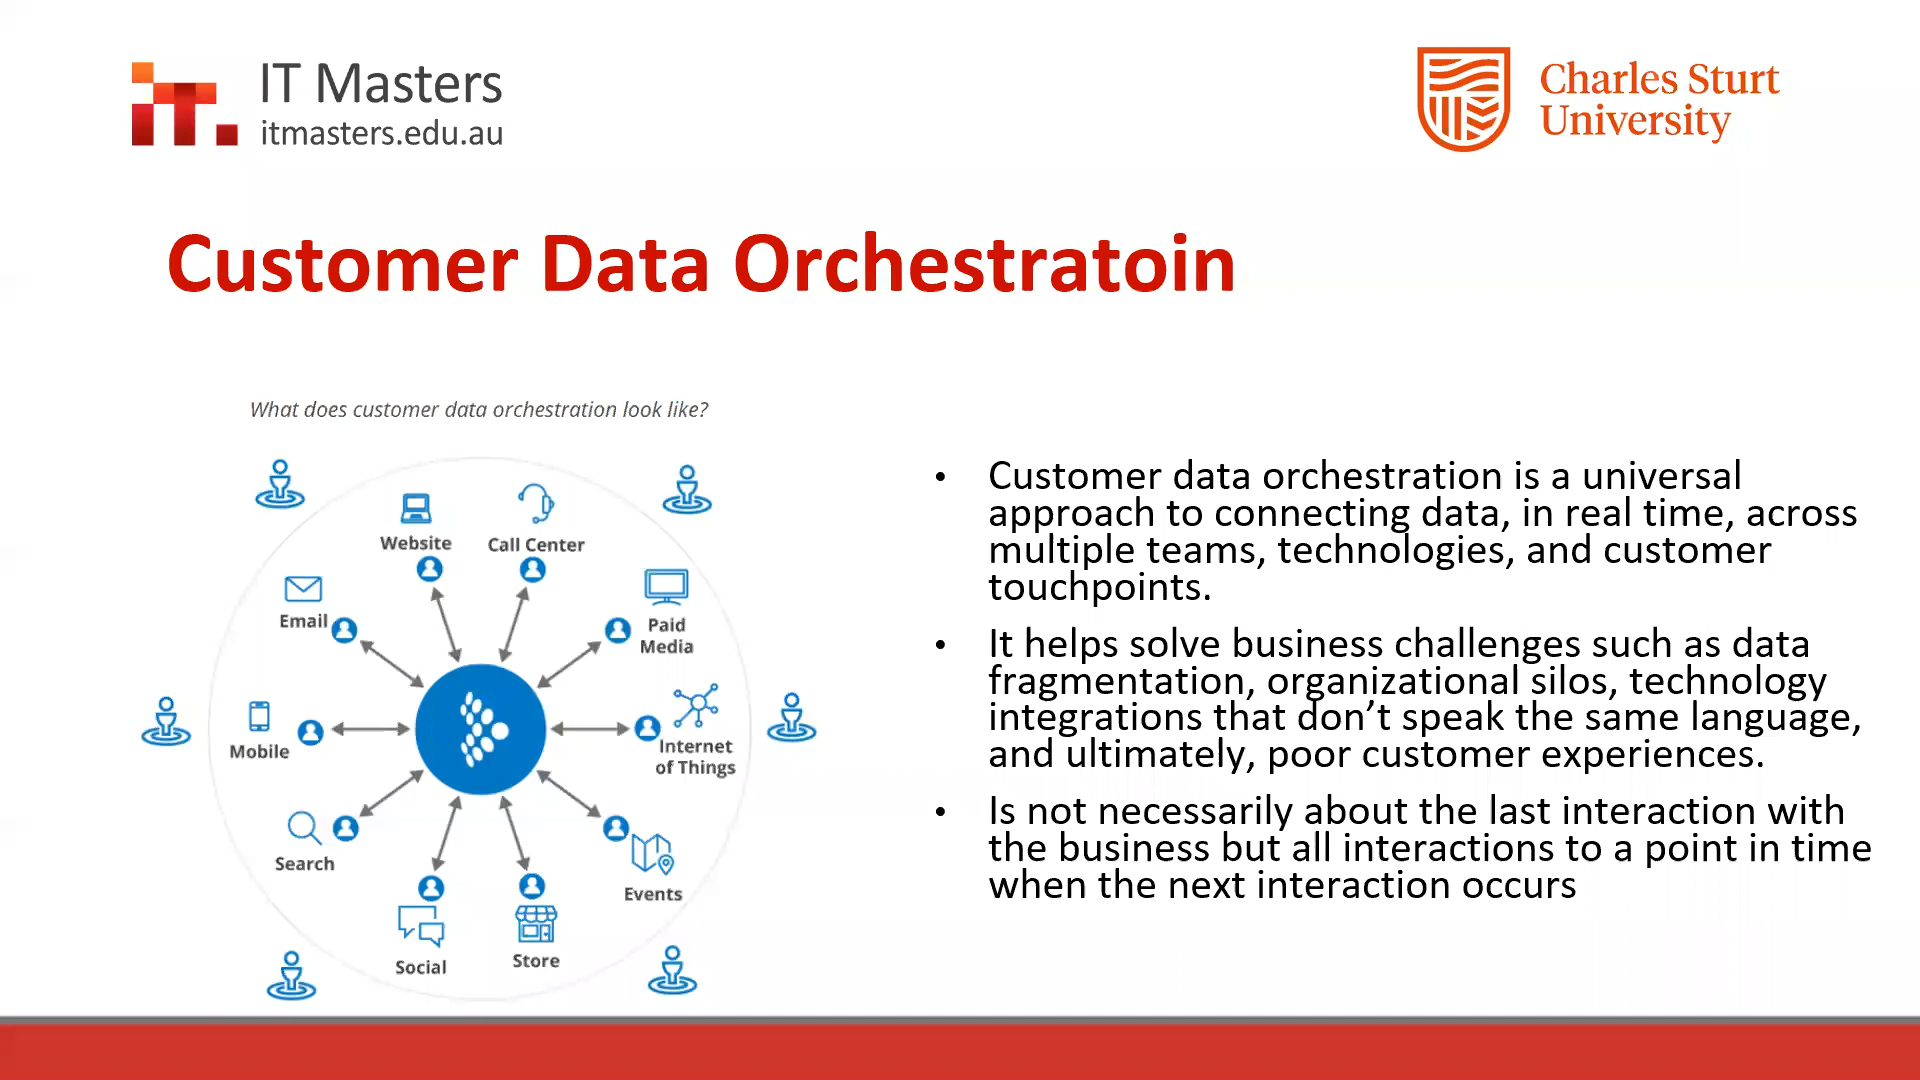 IT Masters
itmasters.edu.au
Charles Sturt
University
Customer Data Orchestratoin
What does customer data orchestration look like?
Website
Call Center
Email
Paid
Media
Mobile
Internet
of Things
Search
Events
Social
Store
• Customer data orchestration is a universal
approach to connecting data, in real time, across
multiple teams, technologies, and customer
touchpoints.
• It helps solve business challenges such as data
fragmentation, organizational silos, technology
integrations that don’t speak the same language,
and ultimately, poor customer experiences.
• Is not necessarily about the last interaction with
the business but all interactions to a point in time
when the next interaction occurs